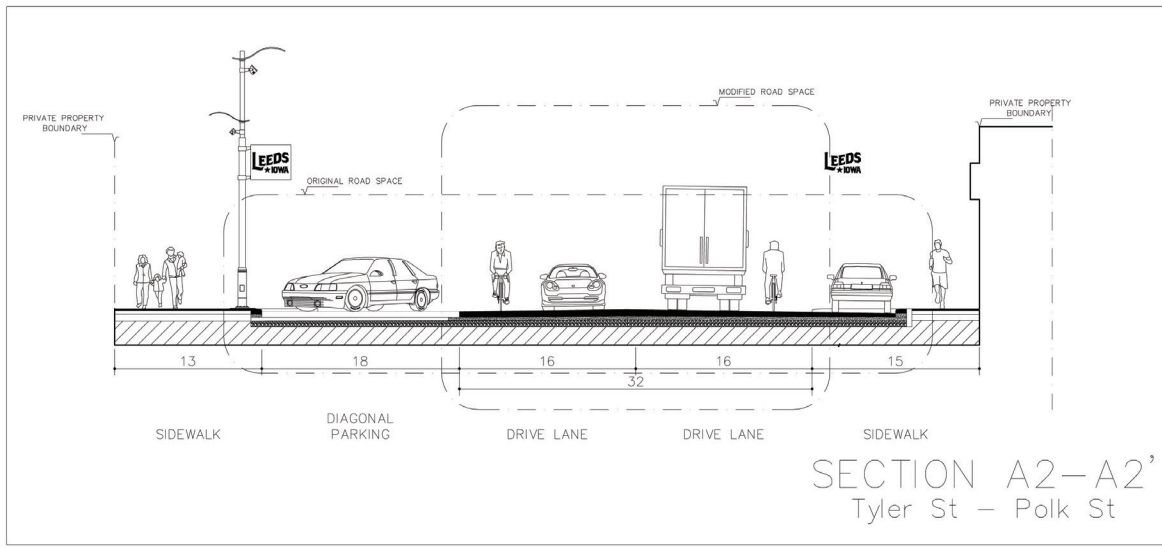 MODIFIED ROAD SPACE
PRIVATE PROPERTY
BOUNDARY
PRIVATE PROPERTY
BOUNDARY
LEEDS
★ IOWA
LEEDS
★ IOWA
ORIGINAL ROAD SPACE
13
18
16
16
15
32
SIDEWALK
DIAGONAL
PARKING
DRIVE LANE
DRIVE LANE
SIDEWALK
SECTION A2-A2'
Tyler St - Polk St